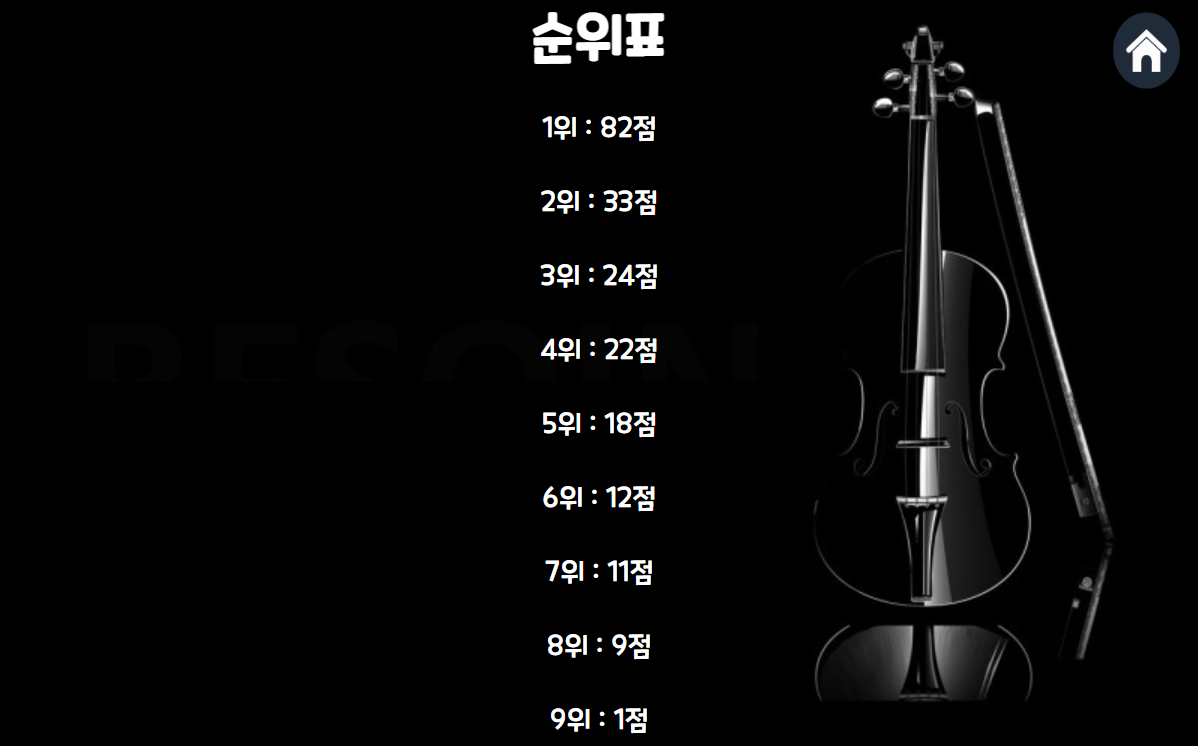 순위표
1위 : 82점
2위 : 33점
3위 : 24점
4위 : 22점
5위 : 18점
6위 : 12점
7위 : 11점
8위 : 9점
9위 : 1점